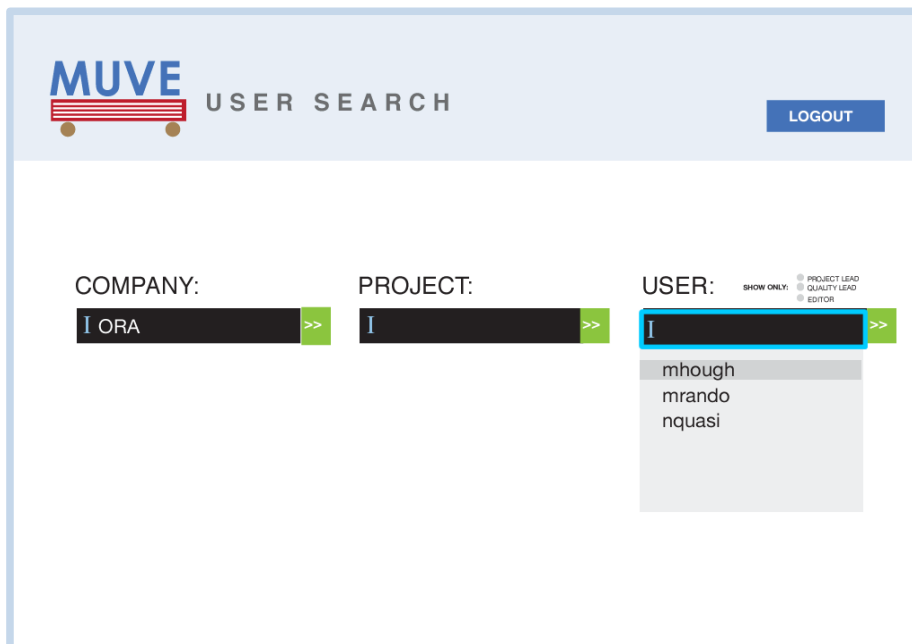 MUVE
USER SEARCH
LOGOUT
COMPANY:
ORA
>>
PROJECT:
>>
USER:
SHOW ONLY:
PROJECT LEAD
QUALITY LEAD
EDITOR
>>
mhough
mrando
nquasi